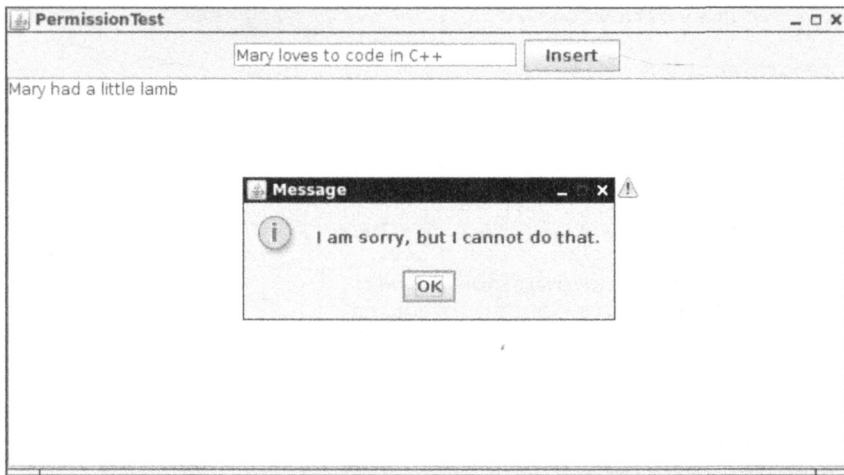 PermissionTest
Mary loves to code in C++
Insert
Mary had a little lamb
Message
I am sorry, but I cannot do that.
OK